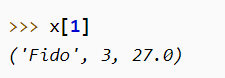 >>> x[1]
('Fido', 3, 27.0)